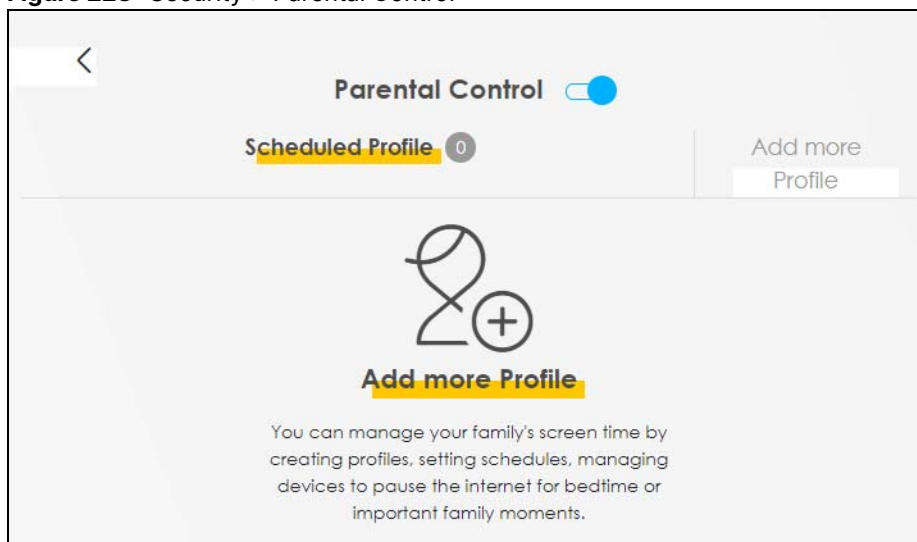 Parental Control
Scheduled Profile 0
Add more
Profile
Add more Profile
You can manage your family's screen time by
creating profiles, setting schedules, managing
devices to pause the internet for bedtime or
important family moments.